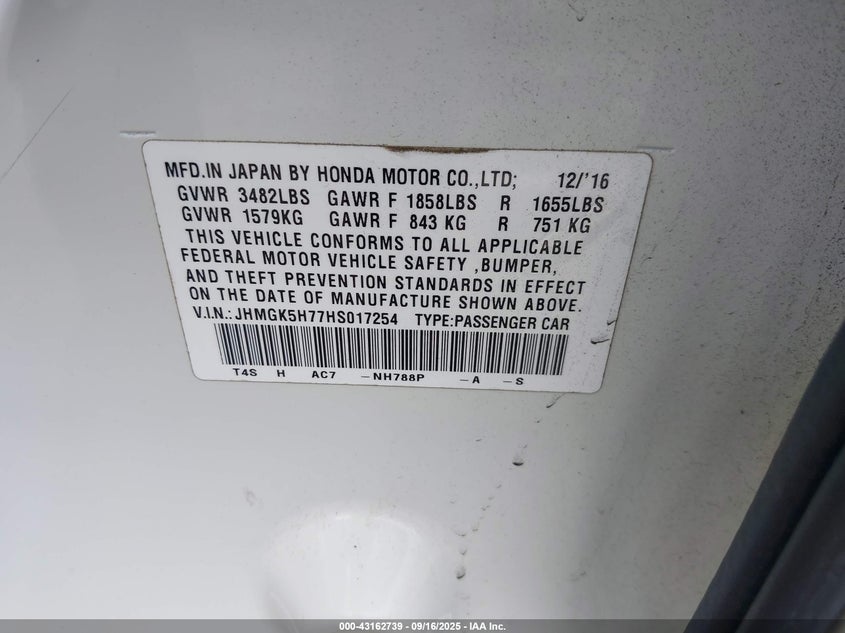 MFD.IN JAPAN BY HONDA MOTOR CO.,LTD; 12/'16
GVWR 3482LBS GAWR F 1858LBS R 1655LBS
GVWR 1579KG GAWR F 843 KG R 751 KG
THIS VEHICLE CONFORMS TO ALL APPLICABLE
FEDERAL MOTOR VEHICLE SAFETY ,BUMPER,
AND THEFT PREVENTION STANDARDS IN EFFECT
ON THE DATE OF MANUFACTURE SHOWN ABOVE.
V.I.N.: JHMGK5H77HS017254 TYPE:PASSENGER CAR
T4S H AC7 -NH788P -A -S
000-43162739 - 09/16/2025 - IAA Inc.